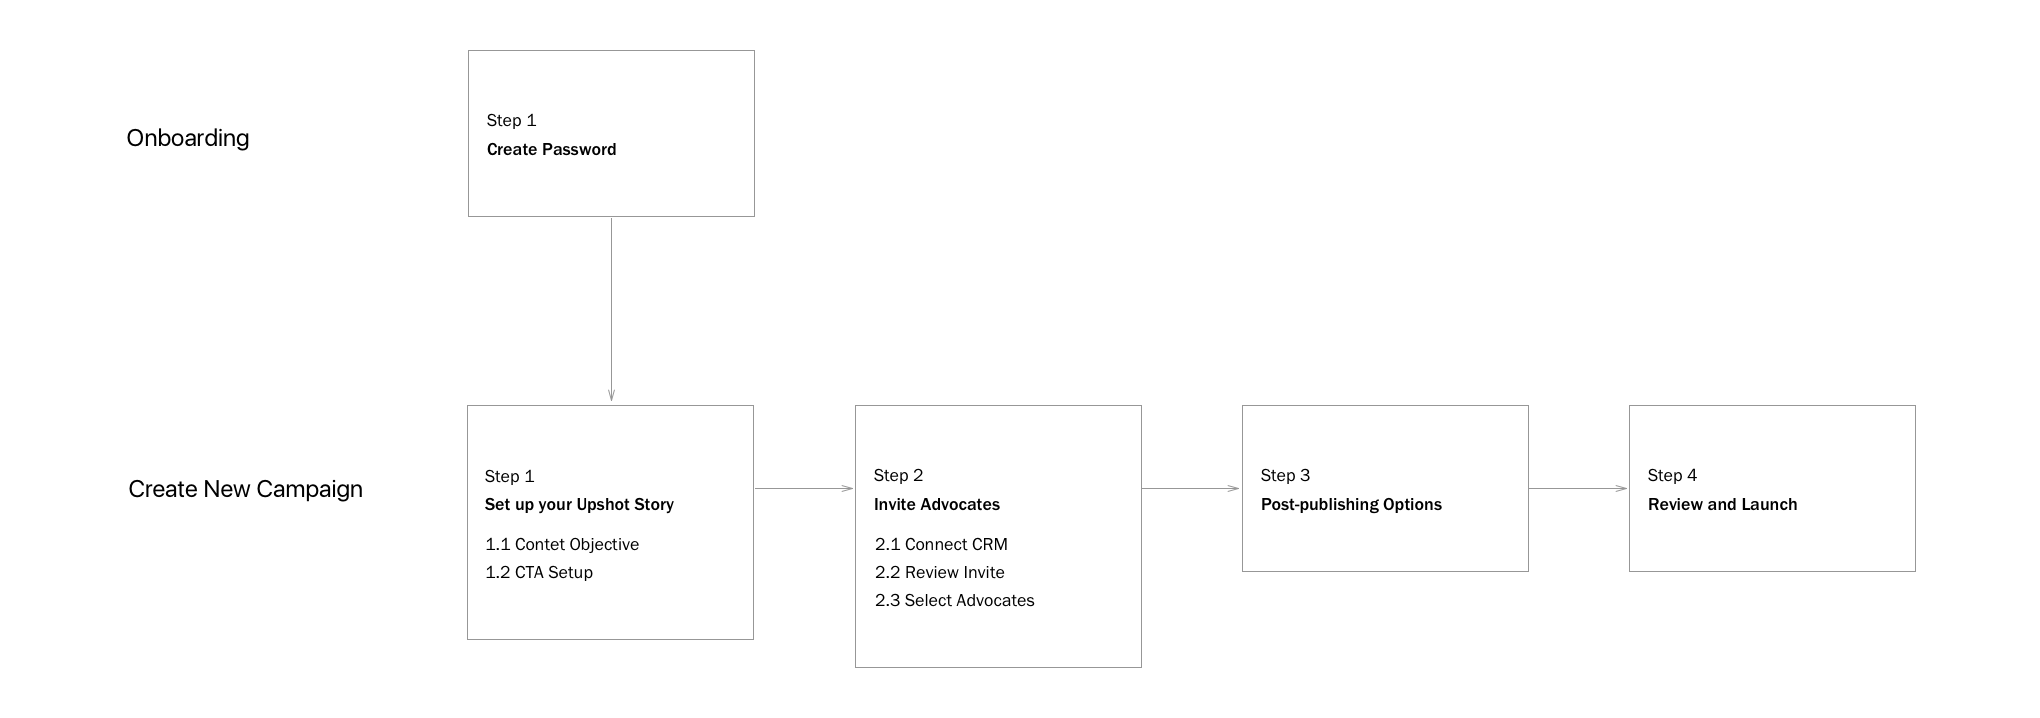 Onboarding
Step 1
Create Password
Create New Campaign
Step 1
Set up your Upshot Story
1.1 Contet Objective
1.2 CTA Setup
Step 2
Invite Advocates
2.1 Connect CRM
2.2 Review Invite
2.3 Select Advocates
Step 3
Post-publishing Options
Step 4
Review and Launch